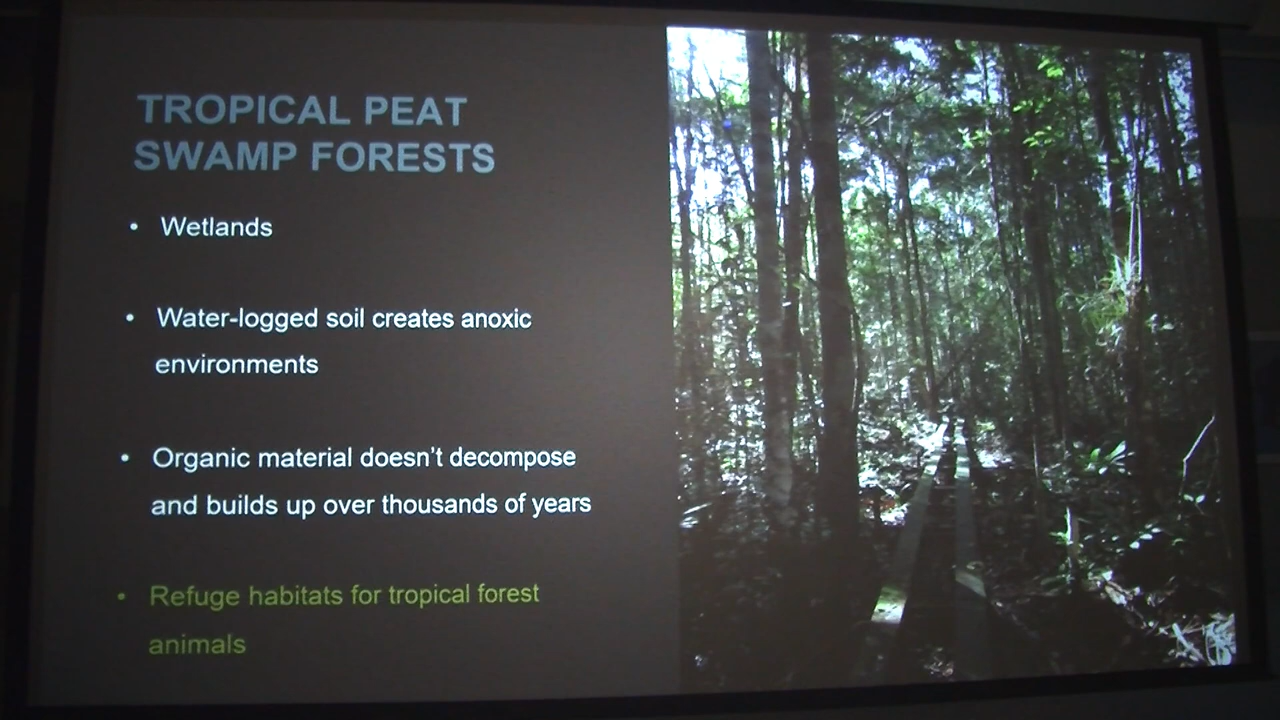 TROPICAL PEAT
SWAMP FORESTS
• Wetlands
• Water-logged soil creates anoxic
environments
• Organic material doesn't decompose
and builds up over thousands of years
• Refuge habitats for tropical forest
animals